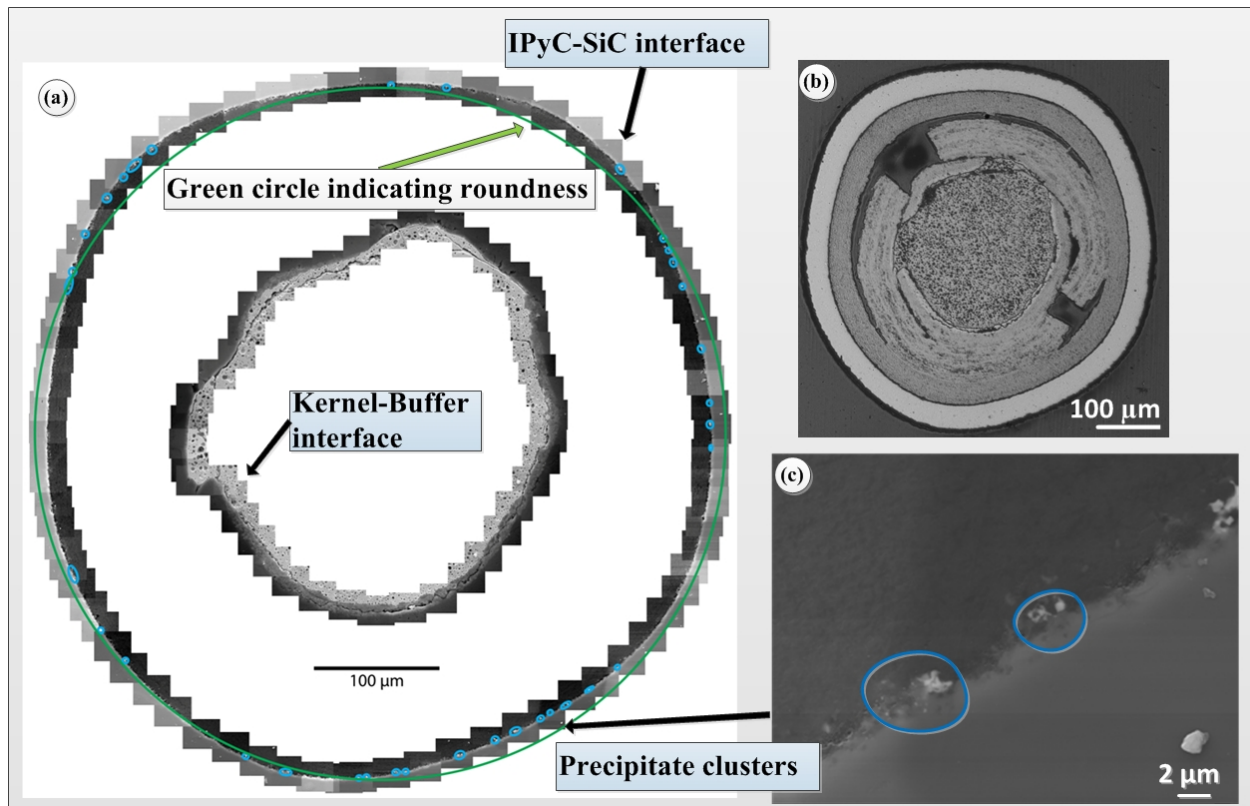 IPyC-SiC interface
(a)
(b)
Green circle indicating roundness
Kernel-Buffer
interface
100 µm
100 µm
(c)
Precipitate clusters
2 µm